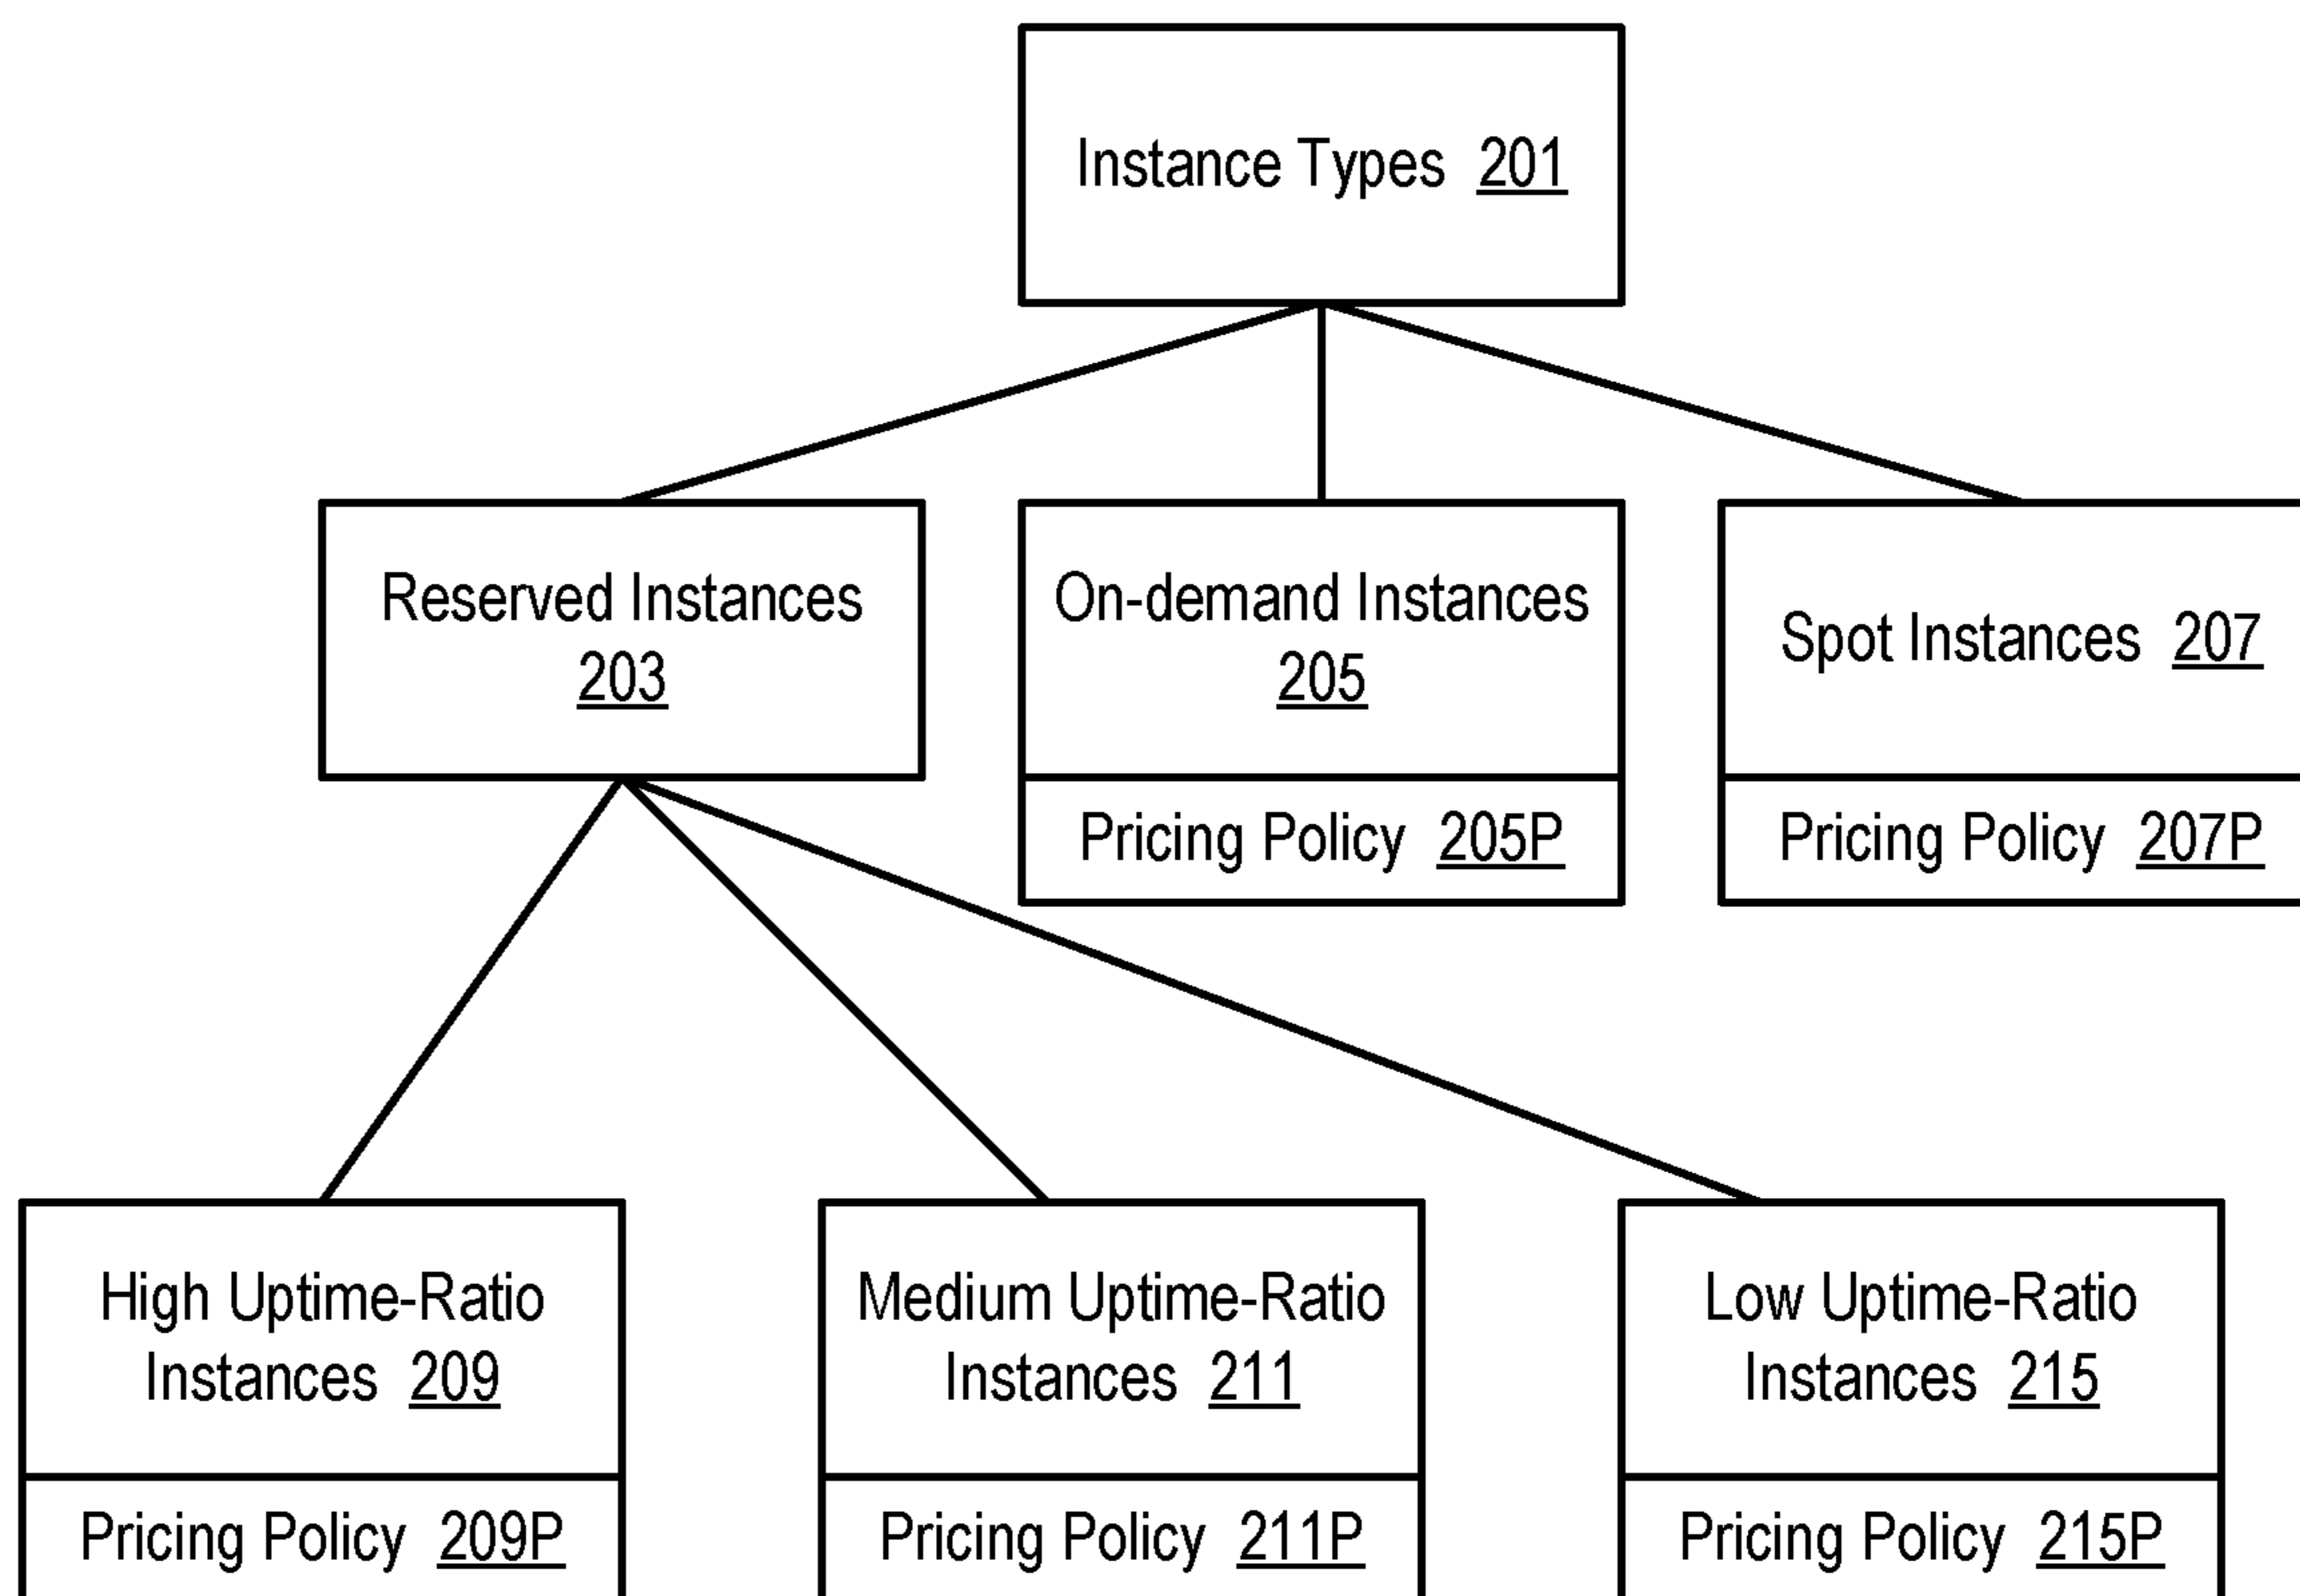 Instance Types 201
Reserved Instances
203
On-demand Instances
205
Pricing Policy 205P
Spot Instances 207
Pricing Policy 207P
High Uptime-Ratio
Instances 209
Pricing Policy 209P
Medium Uptime-Ratio
Instances 211
Pricing Policy 211P
Low Uptime-Ratio
Instances 215
Pricing Policy 215P